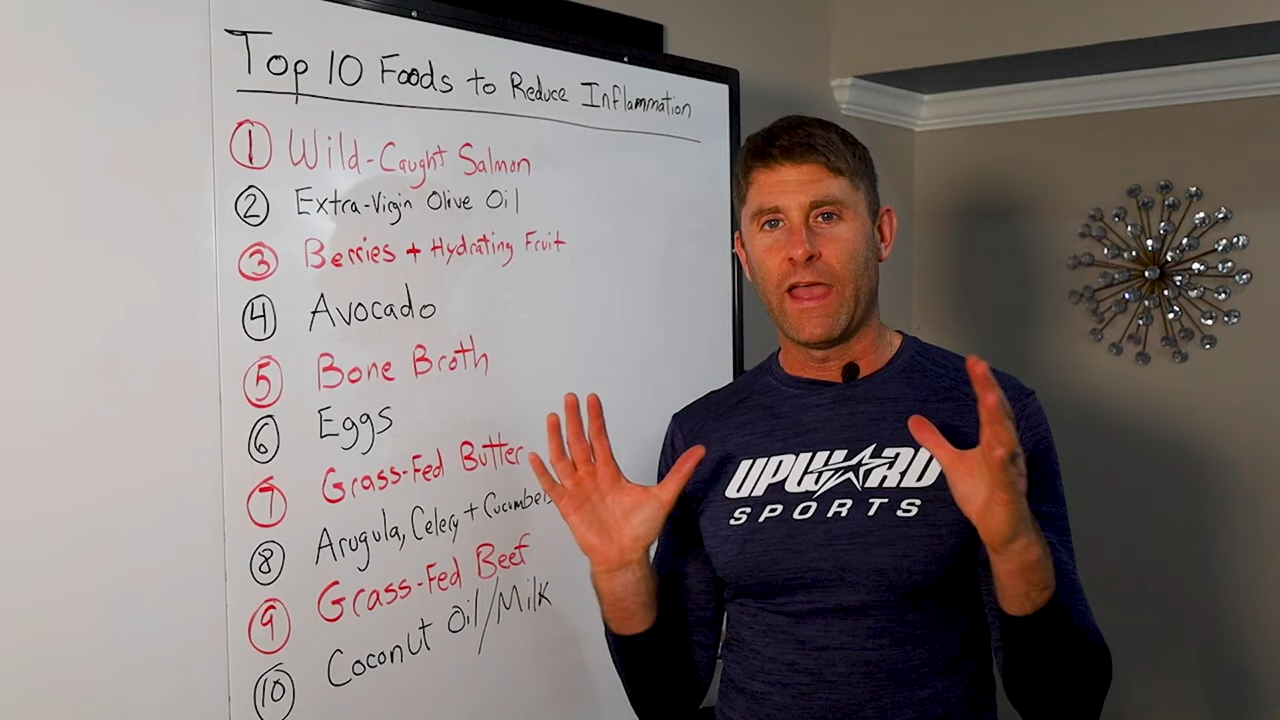 Top 10 Foods to Reduce Inflammation
1 Wild-Caught Salmon
2 Extra-Virgin Olive Oil
3 Berries + Hydrating Fruit
4 Avocado
5 Bone Broth
6 Eggs
7 Grass-Fed Butter
8 Arugula, Celery + Cucumbers
9 Grass-Fed Beef
10 Coconut Oil/Milk
UPWARD
SPORTS